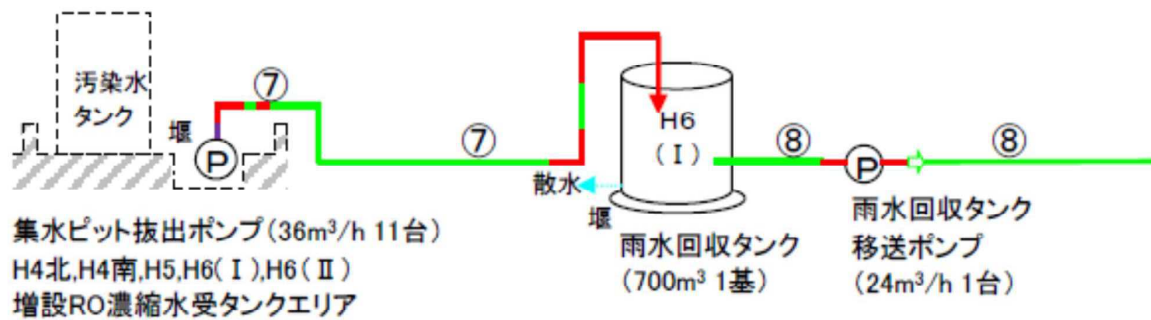 汚染水
タンク
堰
P
⑦
⑦
散水
堰
H6
(Ⅰ)
⑧
P
⑧
集水ピット抜出ポンプ(36m³/h 11台)
H4北,H4南,H5,H6(Ⅰ),H6(Ⅱ)
増設RO濃縮水受タンクエリア
雨水回収タンク
(700m³ 1基)
雨水回収タンク
移送ポンプ
(24m³/h 1台)